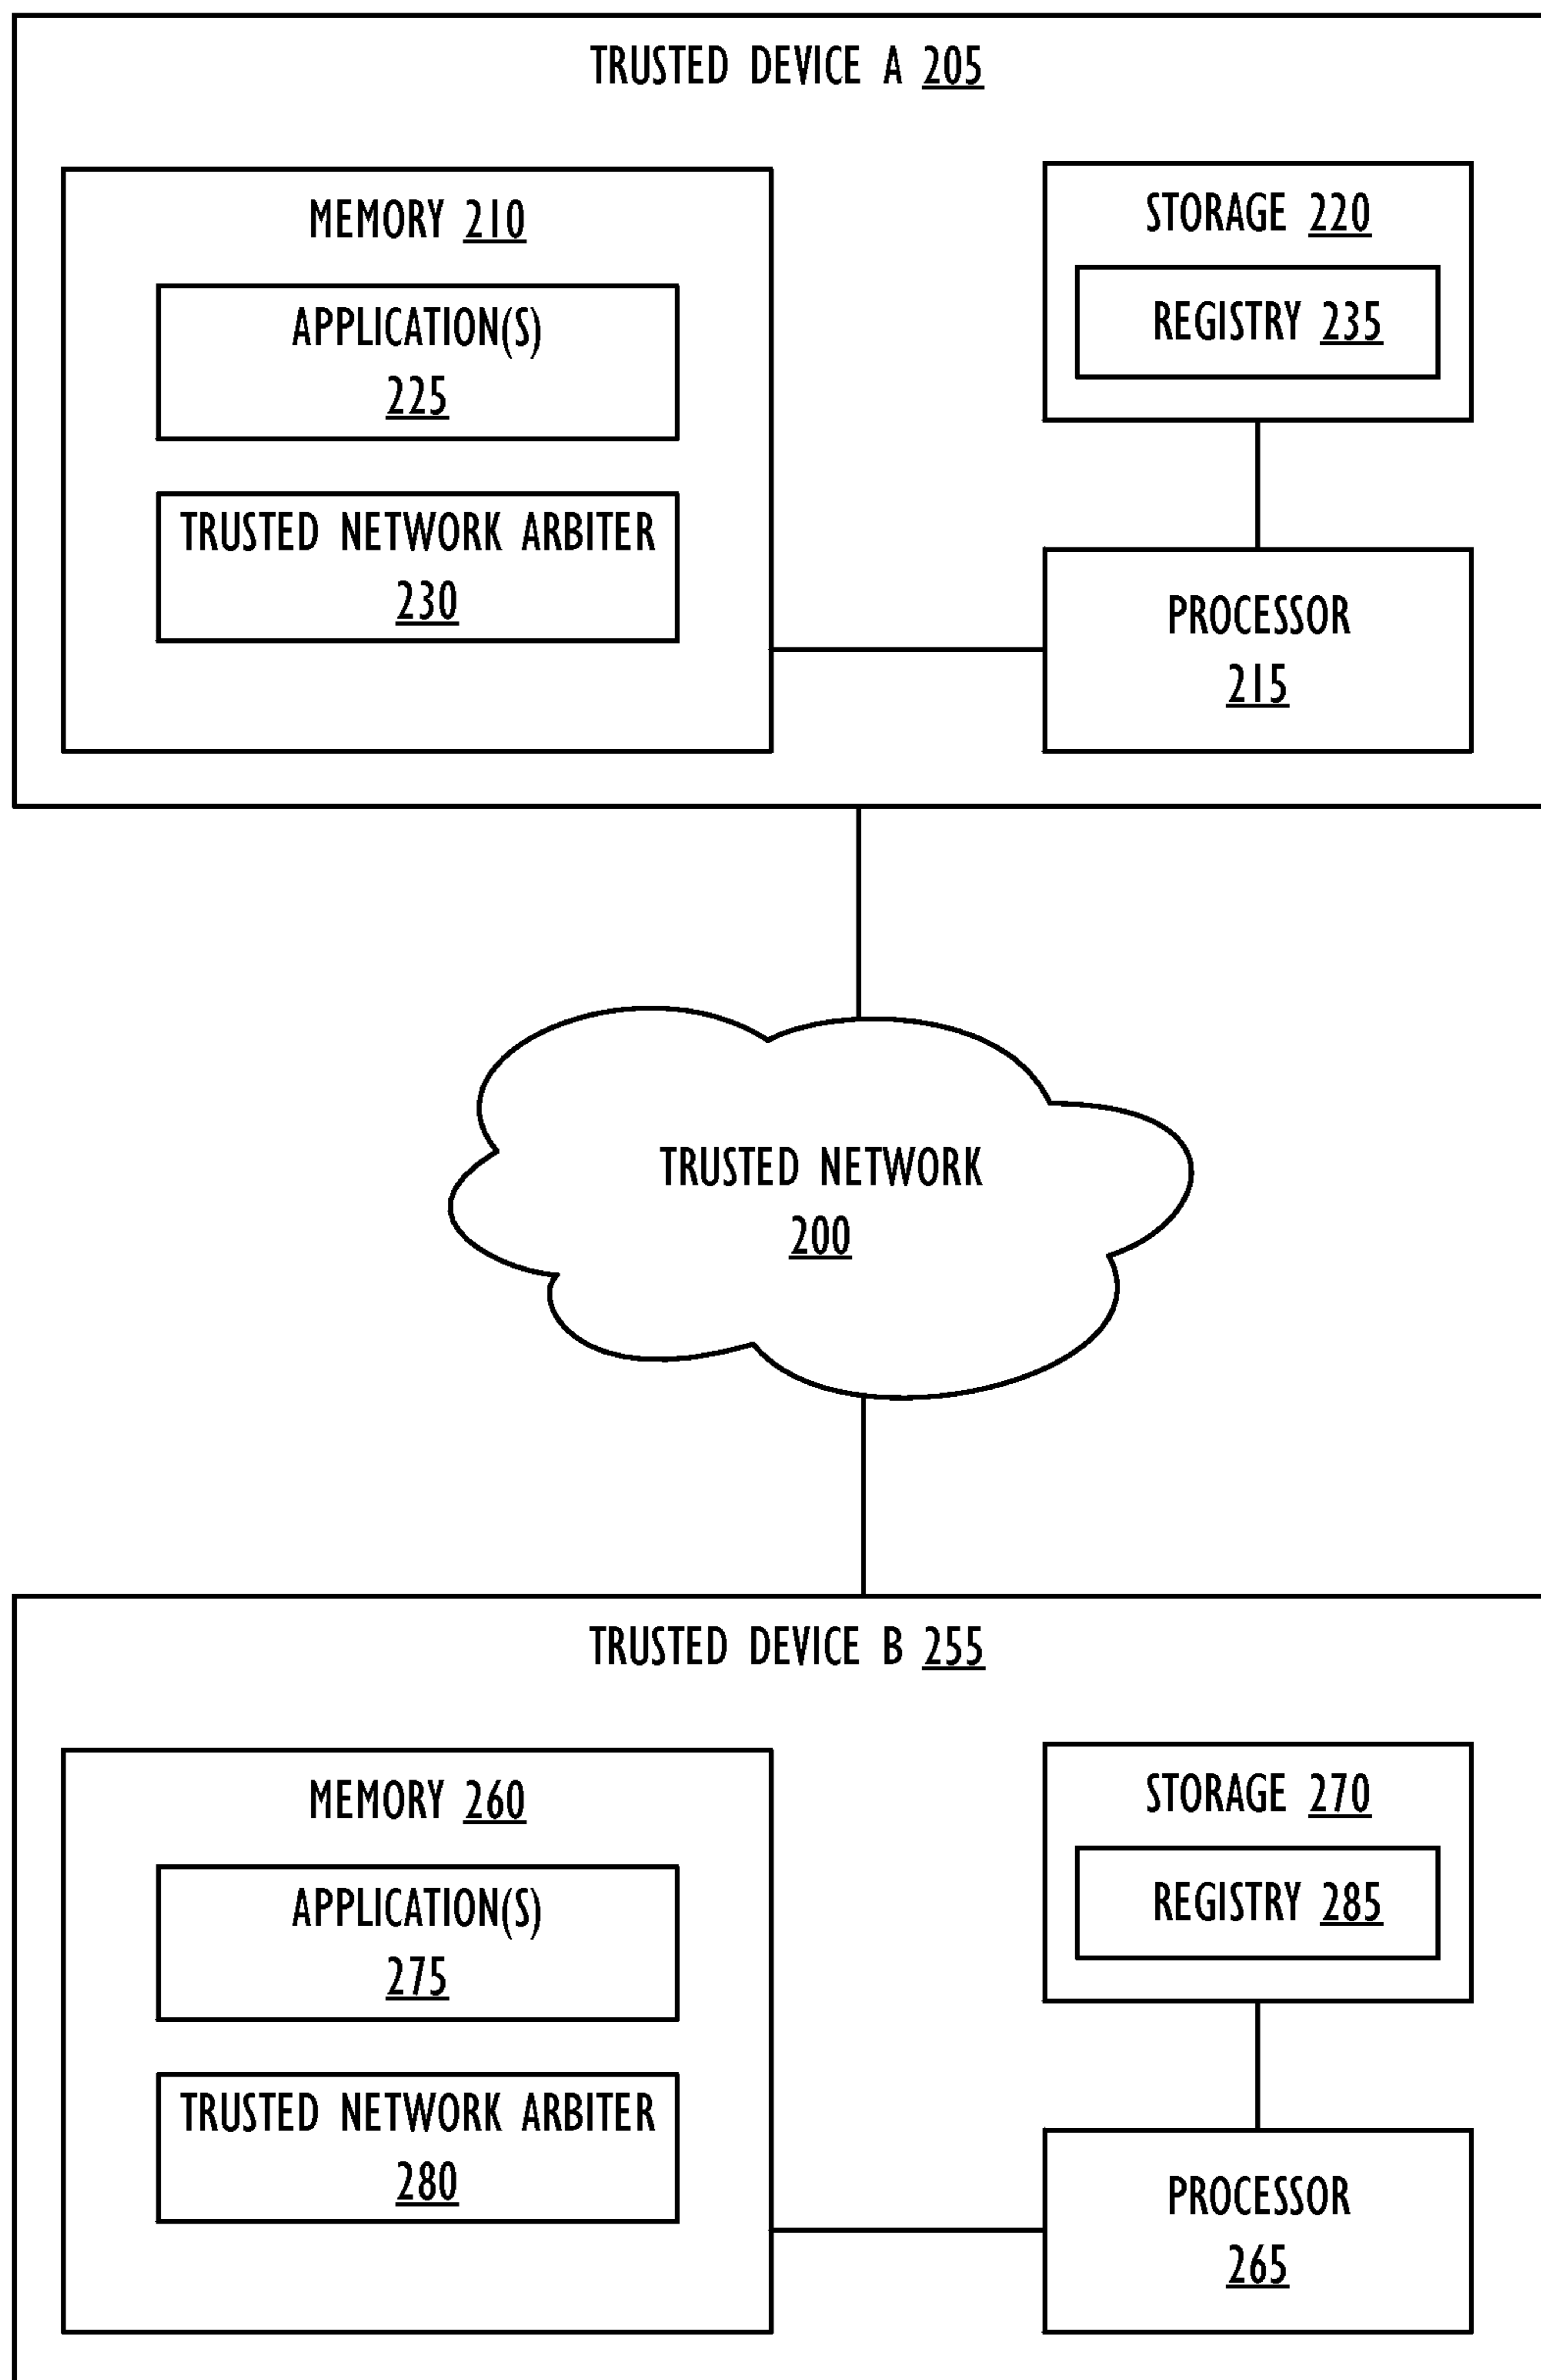 TRUSTED DEVICE A 205
MEMORY 210
APPLICATION(S)
225
TRUSTED NETWORK ARBITER
230
STORAGE 220
REGISTRY 235
PROCESSOR
215
TRUSTED NETWORK
200
TRUSTED DEVICE B 255
MEMORY 260
APPLICATION(S)
275
TRUSTED NETWORK ARBITER
280
STORAGE 270
REGISTRY 285
PROCESSOR
265